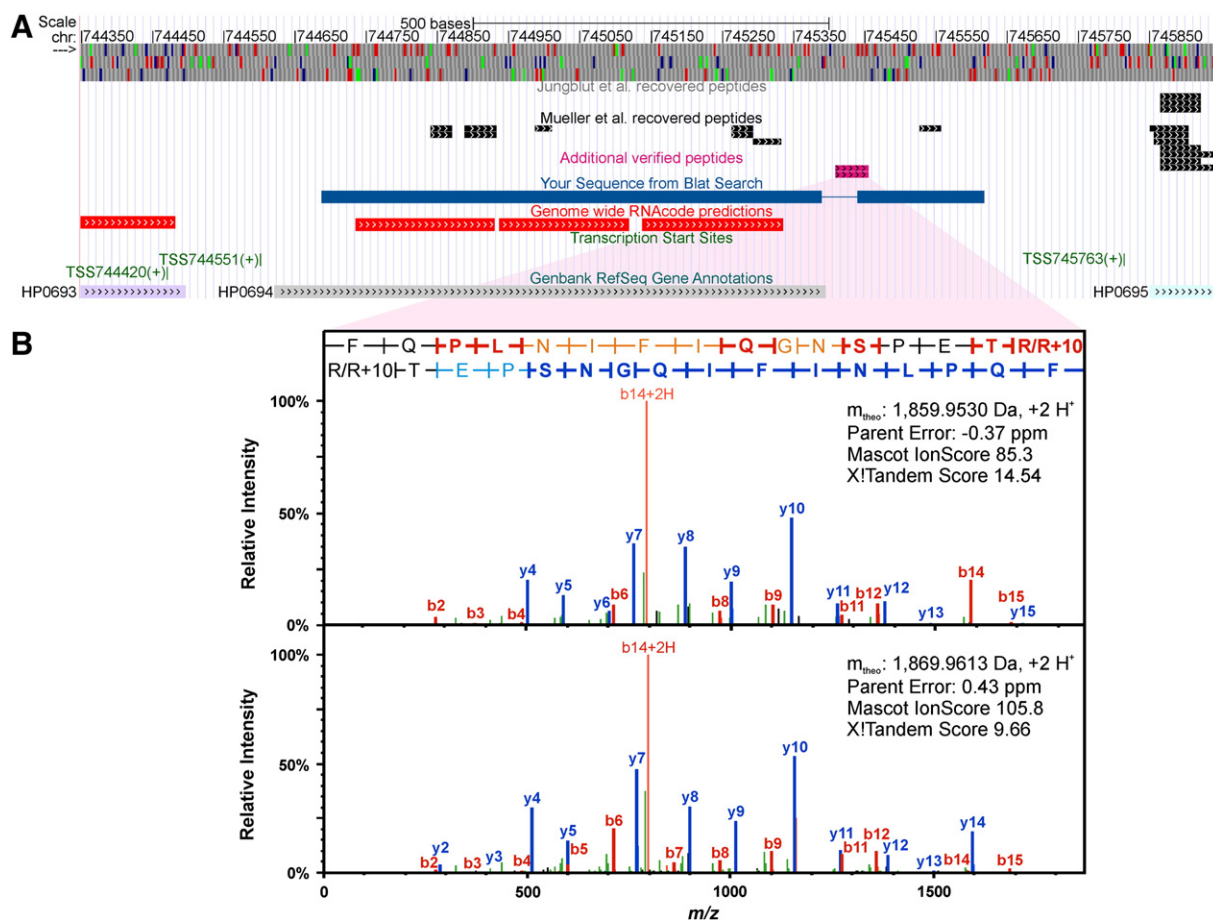 A
Scale
500 bases
chr:
|744350 |744450 |744550 |744650 |744750 |744850 |744950 |745050 |745150 |745250 |745350 |745450 |745550 |745650 |745750 |745850
--->
Jungblut et al. recovered peptides
Mueller et al. recovered peptides
Additional verified peptides
Your Sequence from Blat Search
Genome wide RNAcode predictions
Transcription Start Sites
TSS744551(+)|
TSS745763(+)|
TSS744420(+)|
Genbank RefSeq Gene Annotations
HP0693
HP0694
HP0695
B
F Q P L N I F I Q G N S P E T R/R+10
R/R+10 T E P S N G Q I F I N L P Q F
100%
50%
0%
Relative Intensity
b14+2H
m theo: 1,859.9530 Da, +2 H+
Parent Error: -0.37 ppm
Mascot IonScore 85.3
X!Tandem Score 14.54
b2 b3 b4 y4 y5 y6 b6 y7 y8 b8 y9 b9 y10 y11 b11 b12 y12 y13 b14 b15 y15
100%
50%
0%
Relative Intensity
b14+2H
m theo: 1,869.9613 Da, +2 H+
Parent Error: 0.43 ppm
Mascot IonScore 105.8
X!Tandem Score 9.66
b2 y2 b3 y3 b4 y4 y5 b5 b6 y7 b7 y8 b8 y9 b9 y10 y11 b11 b12 y12 y13 b14 y14 b15
0 500 1000 1500
m/z